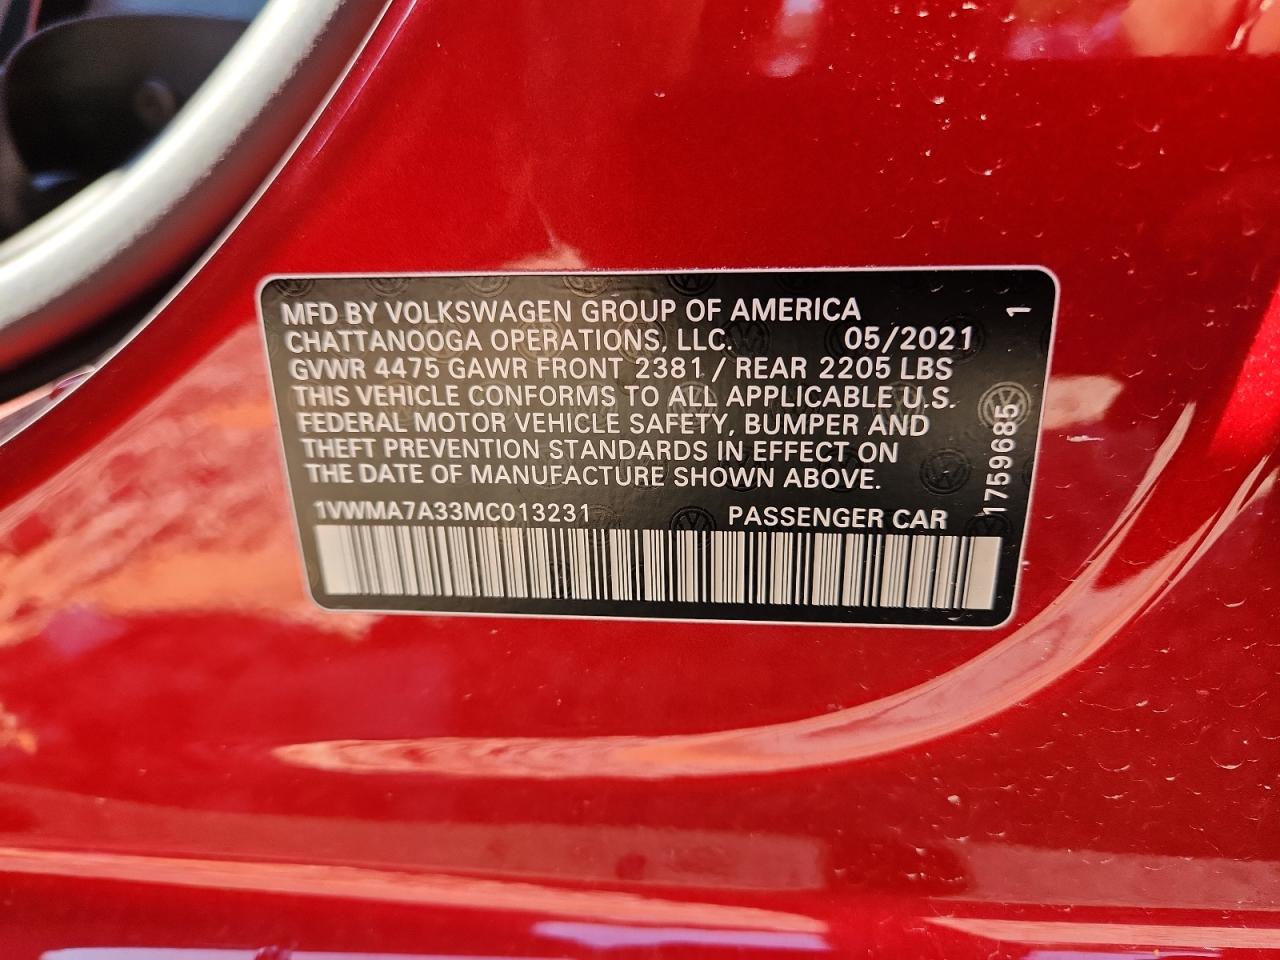 MFD BY VOLKSWAGEN GROUP OF AMERICA
CHATTANOOGA OPERATIONS, LLC. 05/2021
GVWR 4475 GAWR FRONT 2381 / REAR 2205 LBS
THIS VEHICLE CONFORMS TO ALL APPLICABLE U.S.
FEDERAL MOTOR VEHICLE SAFETY, BUMPER AND
THEFT PREVENTION STANDARDS IN EFFECT ON
THE DATE OF MANUFACTURE SHOWN ABOVE.
1VWMA7A33MC013231 PASSENGER CAR
1759685 1